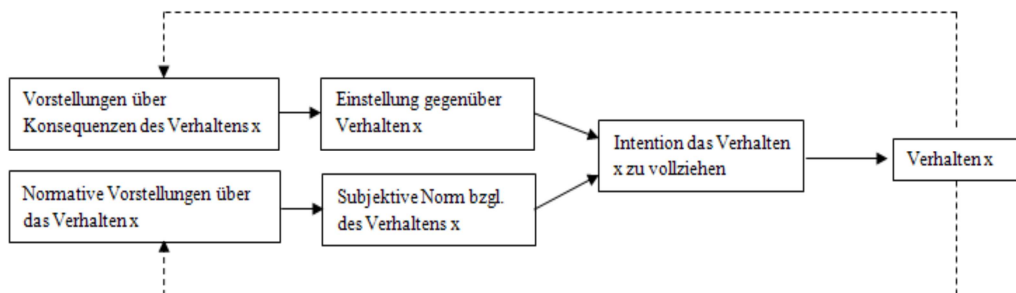 Vorstellungen über
Konsequenzen des Verhaltens x
Einstellung gegenüber
Verhalten x
Intention das Verhalten
x zu vollziehen
Verhalten x
Normative Vorstellungen über
das Verhalten x
Subjektive Norm bzgl.
des Verhaltens x